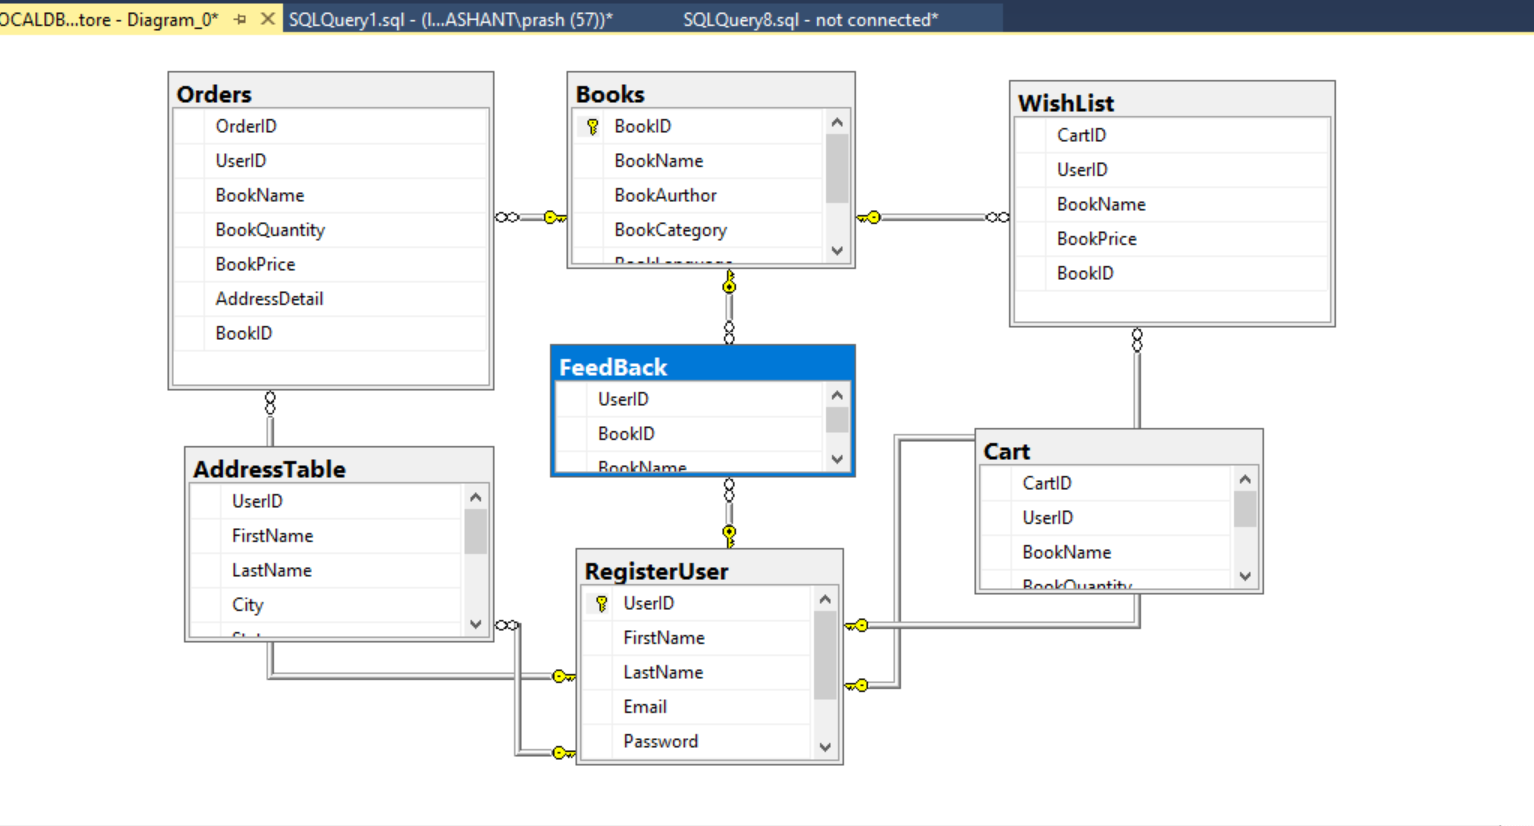 OCALDB...tore - Diagram_0*
SQLQuery1.sql - (l...ASHANT\prash (57))*
SQLQuery8.sql - not connected*
Orders
OrderID
UserID
BookName
BookQuantity
BookPrice
AddressDetail
BookID
Books
BookID
BookName
BookAurthor
BookCategory
BookLanguage
WishList
CartID
UserID
BookName
BookPrice
BookID
FeedBack
UserID
BookID
BookName
AddressTable
UserID
FirstName
LastName
City
RegisterUser
UserID
FirstName
LastName
Email
Password
Cart
CartID
UserID
BookName
BookQuantity